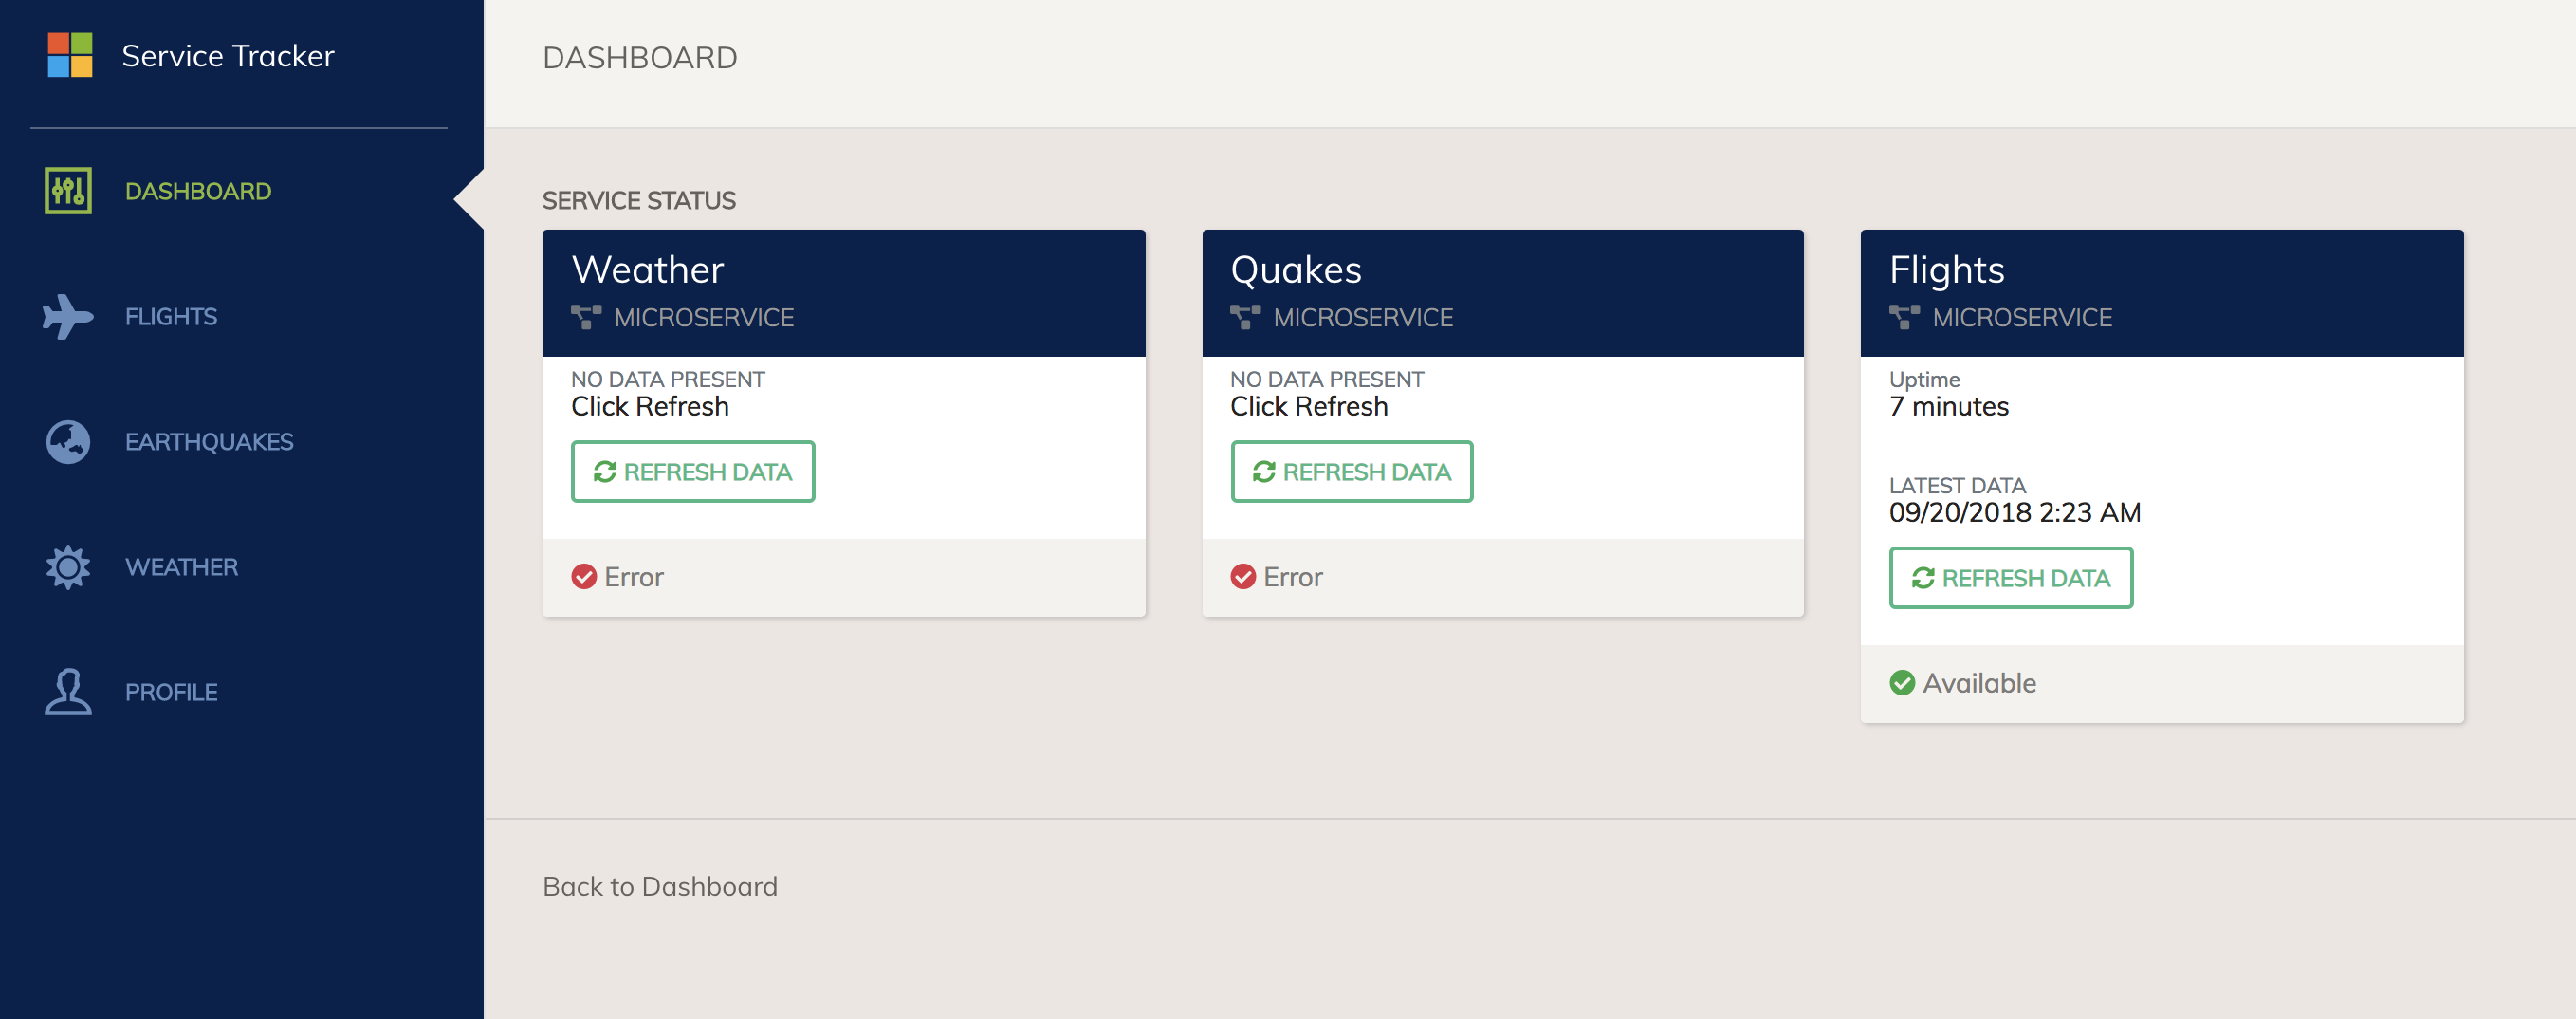 Service Tracker
DASHBOARD
FLIGHTS
EARTHQUAKES
WEATHER
PROFILE
DASHBOARD
SERVICE STATUS
Weather
MICROSERVICE
NO DATA PRESENT
Click Refresh
REFRESH DATA
Error
Quakes
MICROSERVICE
NO DATA PRESENT
Click Refresh
REFRESH DATA
Error
Flights
MICROSERVICE
Uptime
7 minutes
LATEST DATA
09/20/2018 2:23 AM
REFRESH DATA
Available
Back to Dashboard